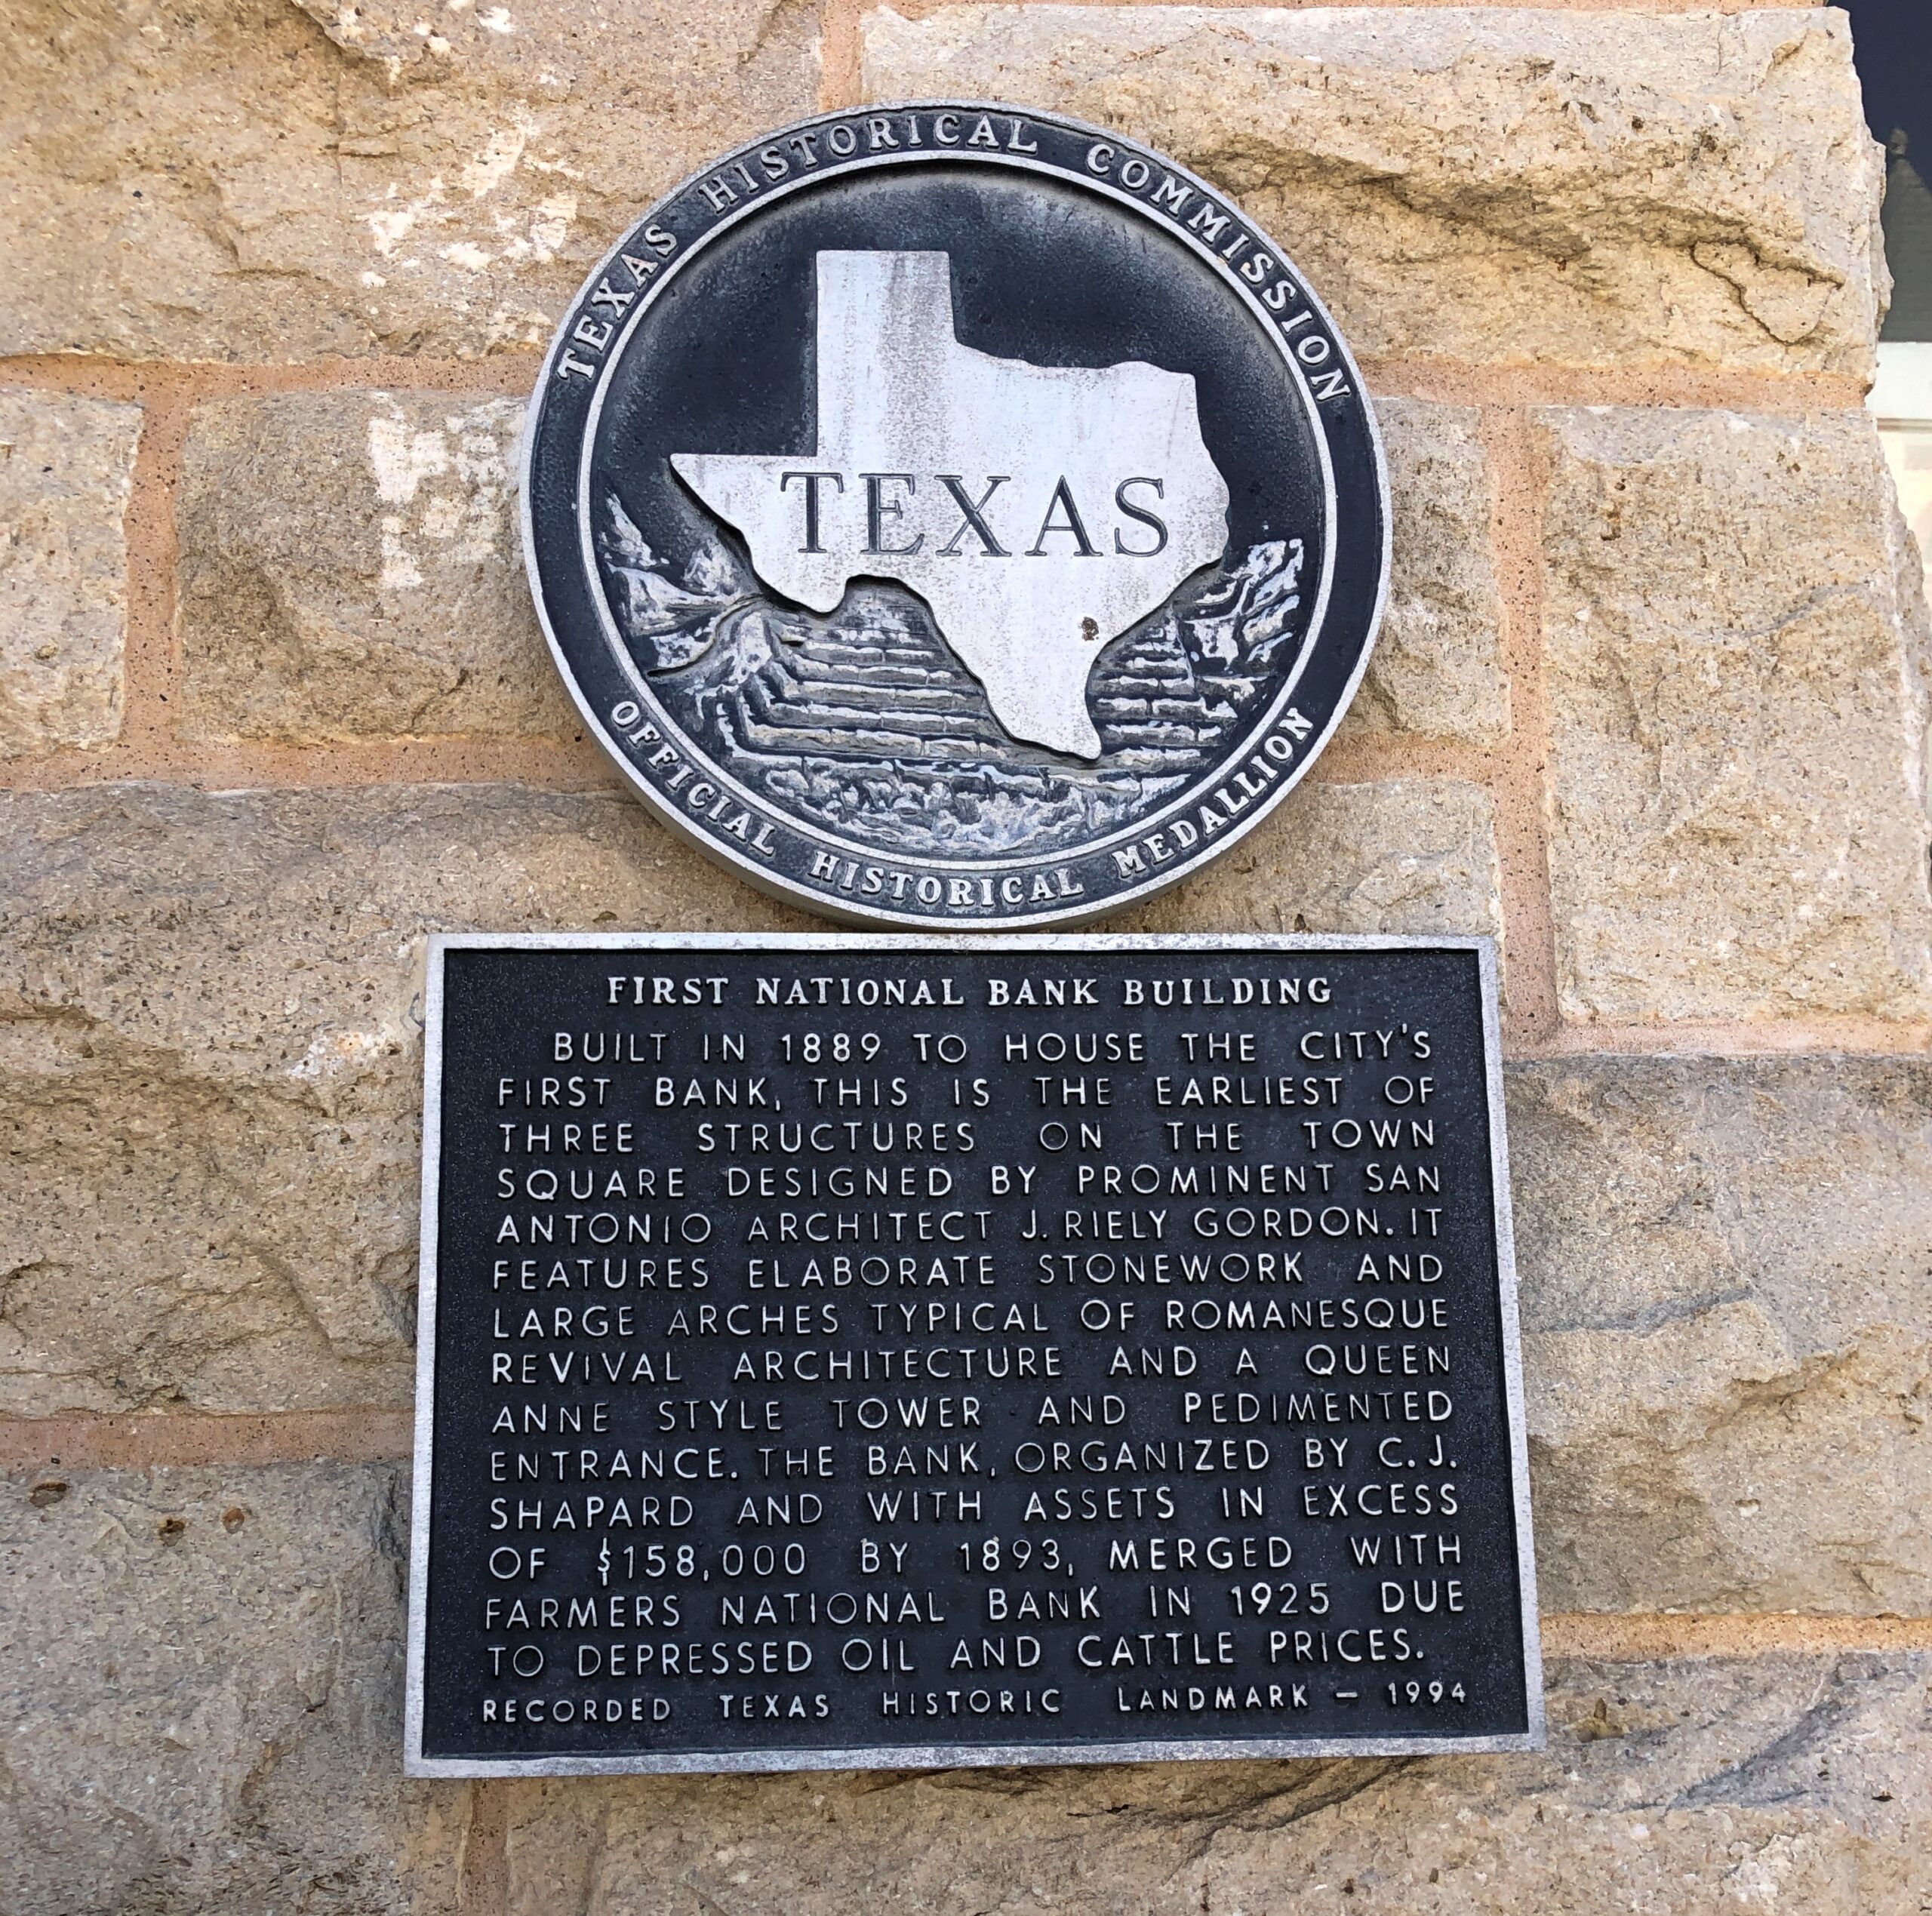 TEXAS HISTORICAL COMMISSION
TEXAS
OFFICIAL HISTORICAL MEDALLION
FIRST NATIONAL BANK BUILDING
BUILT IN 1889 TO HOUSE THE CITY'S
FIRST BANK, THIS IS THE EARLIEST OF
THREE STRUCTURES ON THE TOWN
SQUARE DESIGNED BY PROMINENT SAN
ANTONIO ARCHITECT J. RIELY GORDON. IT
FEATURES ELABORATE STONEWORK AND
LARGE ARCHES TYPICAL OF ROMANESQUE
REVIVAL ARCHITECTURE AND A QUEEN
ANNE STYLE TOWER AND PEDIMENTED
ENTRANCE. THE BANK, ORGANIZED BY C. J.
SHAPARD AND WITH ASSETS IN EXCESS
OF $158,000 BY 1893, MERGED WITH
FARMERS NATIONAL BANK IN 1925 DUE
TO DEPRESSED OIL AND CATTLE PRICES.
RECORDED TEXAS HISTORIC LANDMARK – 1994